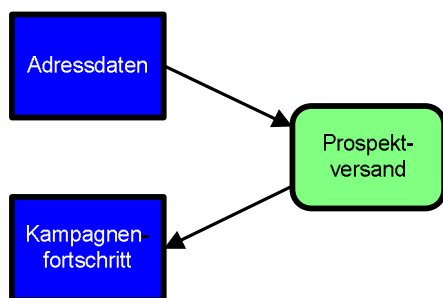 Adressdaten
Prospekt-
versand
Kampagnen-
fortschritt